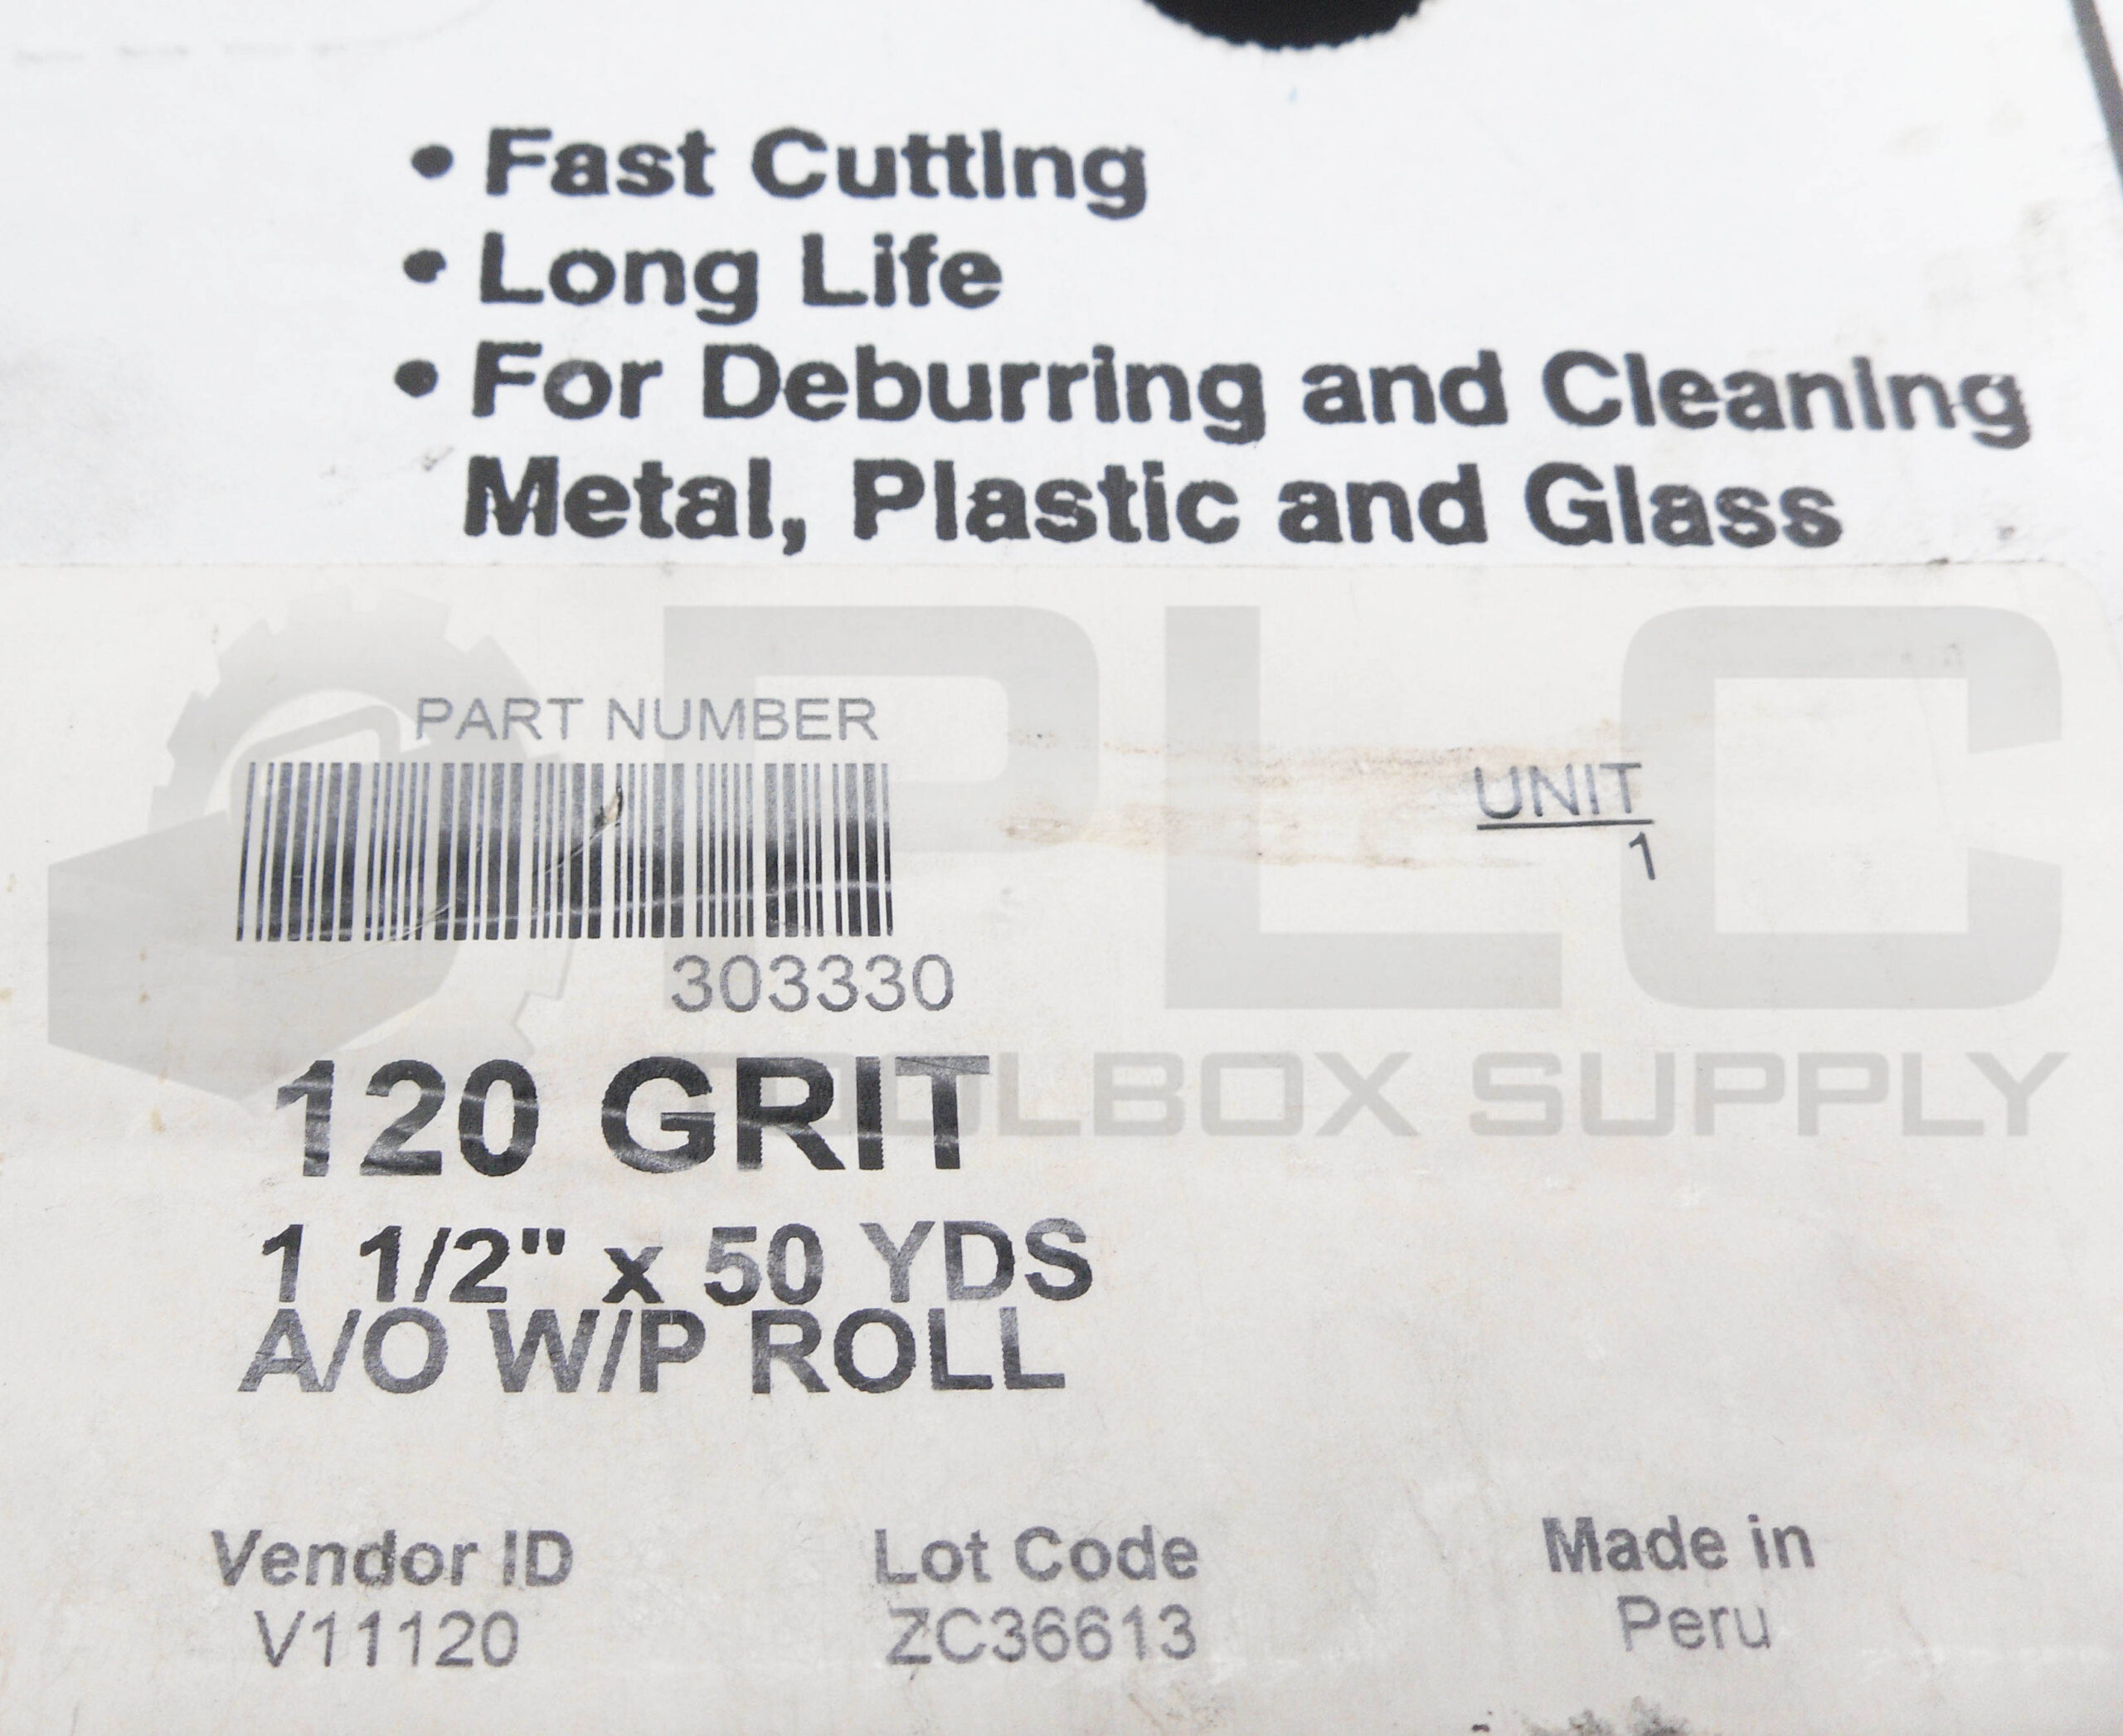 • Fast Cutting
• Long Life
• For Deburring and Cleaning
Metal, Plastic and Glass
PLC
TOOLBOX SUPPLY
PART NUMBER
UNIT
1
303330
120 GRIT
1 1/2" x 50 YDS
A/O W/P ROLL
Vendor ID Lot Code Made in
V11120 ZC36613 Peru